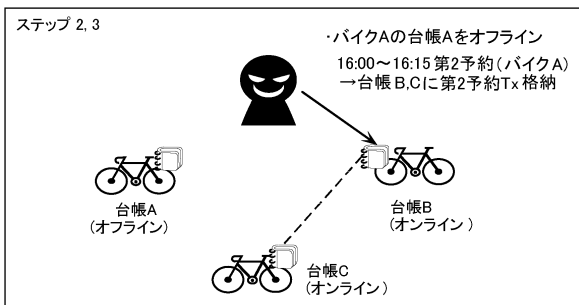 ステップ 2, 3
・バイクAの台帳Aをオフライン
16:00～16:15 第2予約(バイクA)
→台帳B,Cに第2予約Tx 格納
台帳A
(オフライン)
台帳B
(オンライン)
台帳C
(オンライン)